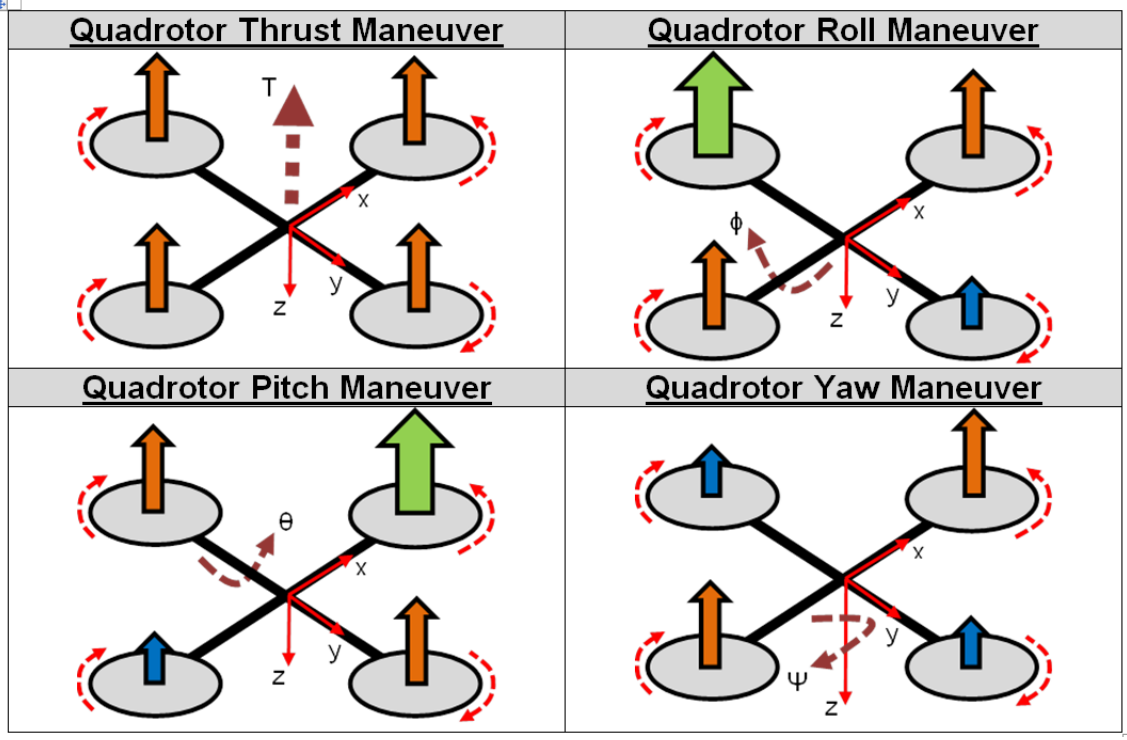 Quadrotor Thrust Maneuver
Quadrotor Roll Maneuver
T
x
y
z
ϕ
x
y
z
Quadrotor Pitch Maneuver
Quadrotor Yaw Maneuver
θ
x
y
z
x
y
Ψ
z